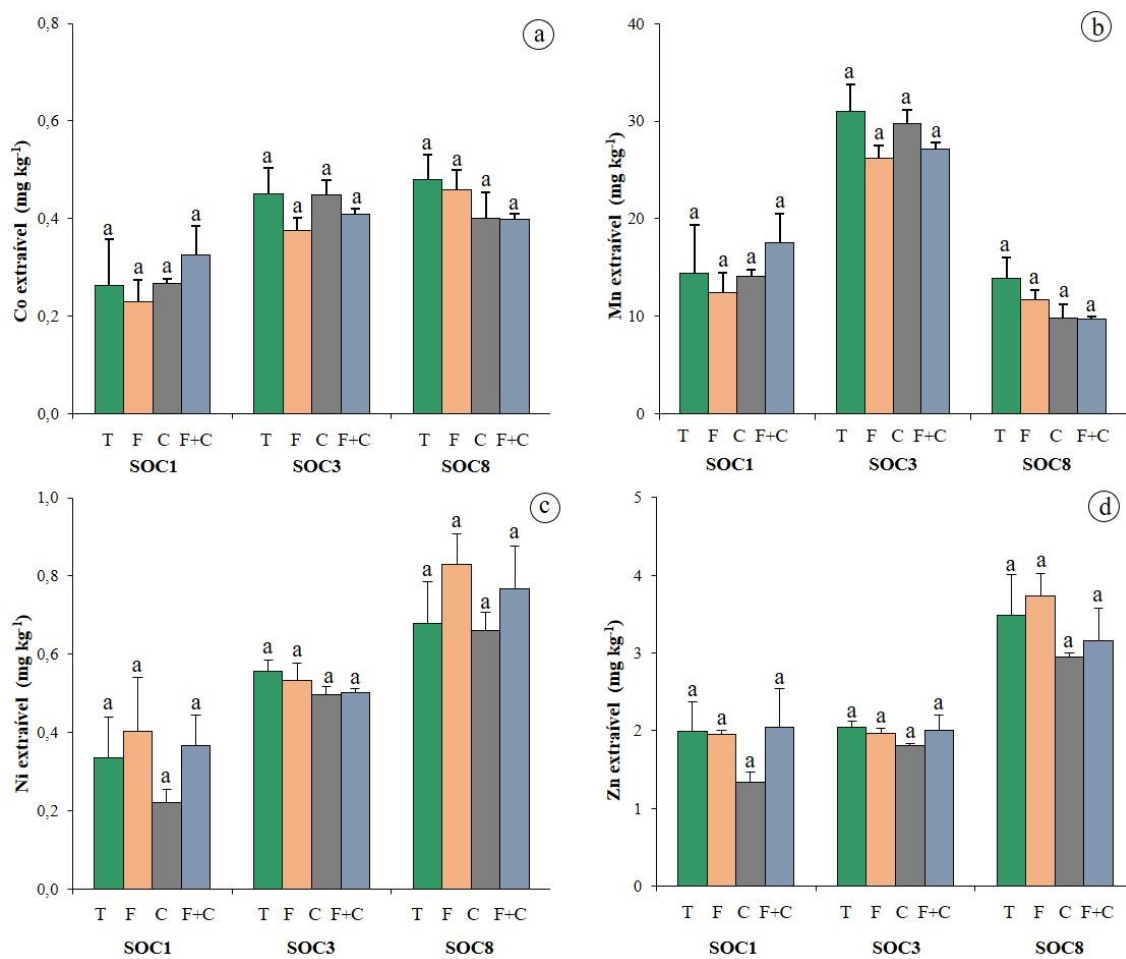 a
Co extraível (mg kg⁻¹)
0,8
0,6
0,4
0,2
0,0
a a a a a a a a a a a a
T F C F+C T F C F+C T F C F+C
SOC1 SOC3 SOC8
b
Mn extraível (mg kg⁻¹)
40
30
20
10
0
a a a a a a a a a a a a
T F C F+C T F C F+C T F C F+C
SOC1 SOC3 SOC8
c
Ni extraível (mg kg⁻¹)
1,0
0,8
0,6
0,4
0,2
0,0
a a a a a a a a a a a a
T F C F+C T F C F+C T F C F+C
SOC1 SOC3 SOC8
d
Zn extraível (mg kg⁻¹)
5
4
3
2
1
0
a a a a a a a a a a a a
T F C F+C T F C F+C T F C F+C
SOC1 SOC3 SOC8